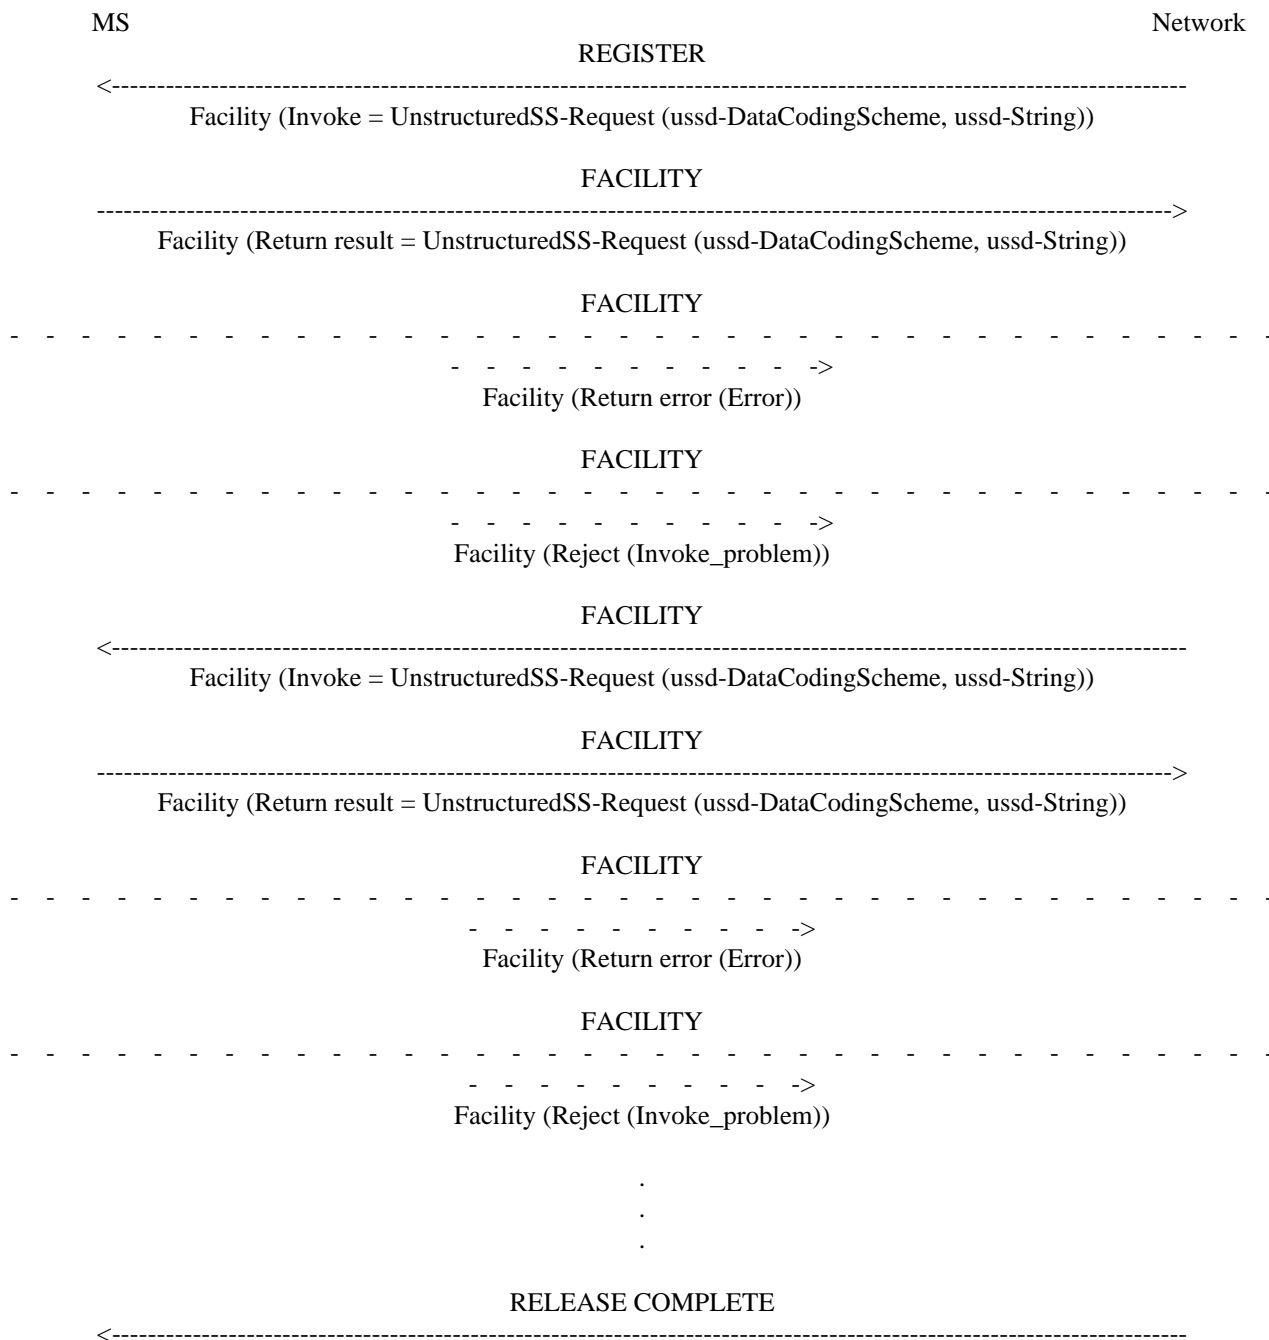 MS Network
REGISTER
<------------------------------------------------------------------------------------------------------------------------
Facility (Invoke = UnstructuredSS-Request (ussd-DataCodingScheme, ussd-String))
FACILITY
------------------------------------------------------------------------------------------------------------------------>
Facility (Return result = UnstructuredSS-Request (ussd-DataCodingScheme, ussd-String))
FACILITY
- - - - - - - - - - - - - - - - - - - - - - - - - - - - - - - - - - - -
- - - - - - - - - - ->
Facility (Return error (Error))
FACILITY
- - - - - - - - - - - - - - - - - - - - - - - - - - - - - - - - - - - -
- - - - - - - - - - ->
Facility (Reject (Invoke_problem))
FACILITY
<------------------------------------------------------------------------------------------------------------------------
Facility (Invoke = UnstructuredSS-Request (ussd-DataCodingScheme, ussd-String))
FACILITY
------------------------------------------------------------------------------------------------------------------------>
Facility (Return result = UnstructuredSS-Request (ussd-DataCodingScheme, ussd-String))
FACILITY
- - - - - - - - - - - - - - - - - - - - - - - - - - - - - - - - - - - -
- - - - - - - - - ->
Facility (Return error (Error))
FACILITY
- - - - - - - - - - - - - - - - - - - - - - - - - - - - - - - - - - - -
- - - - - - - - - ->
Facility (Reject (Invoke_problem))
.
.
.
RELEASE COMPLETE
<------------------------------------------------------------------------------------------------------------------------